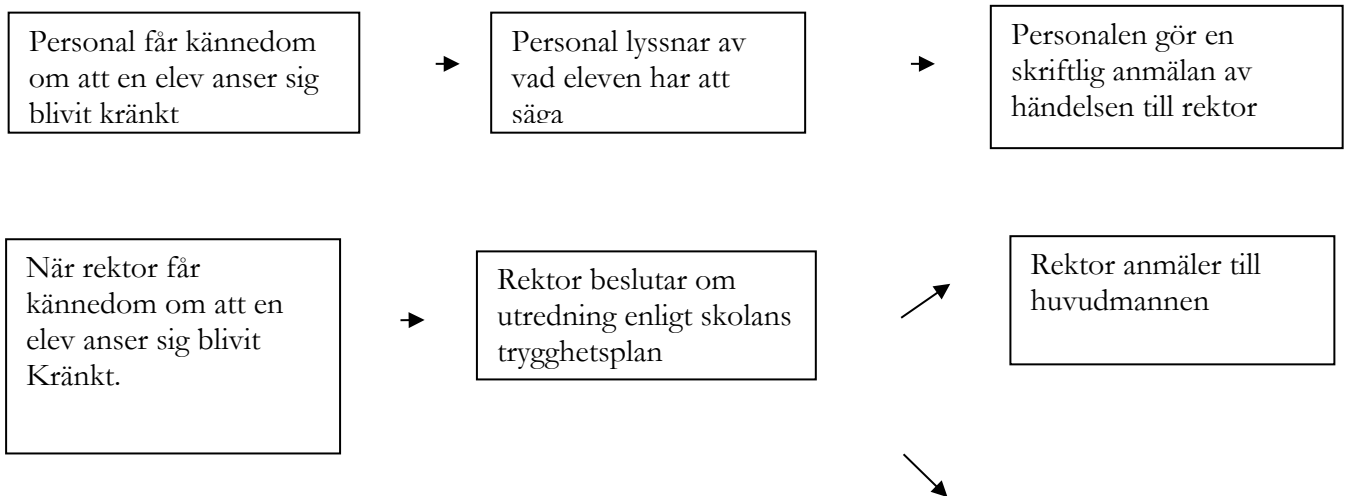 Personal får kännedom
om att en elev anser sig
blivit kränkt
Personal lyssnar av
vad eleven har att
säga
Personalen gör en
skriftlig anmälan av
händelsen till rektor
När rektor får
kännedom om att en
elev anser sig blivit
Kränkt.
Rektor beslutar om
utredning enligt skolans
trygghetsplan
Rektor anmäler till
huvudmannen